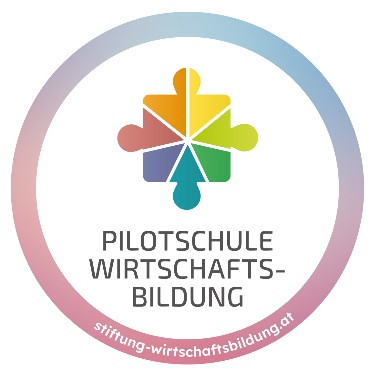 PILOTSCHULE
WIRTSCHAFTS-
BILDUNG
stiftung-wirtschaftsbildung.at